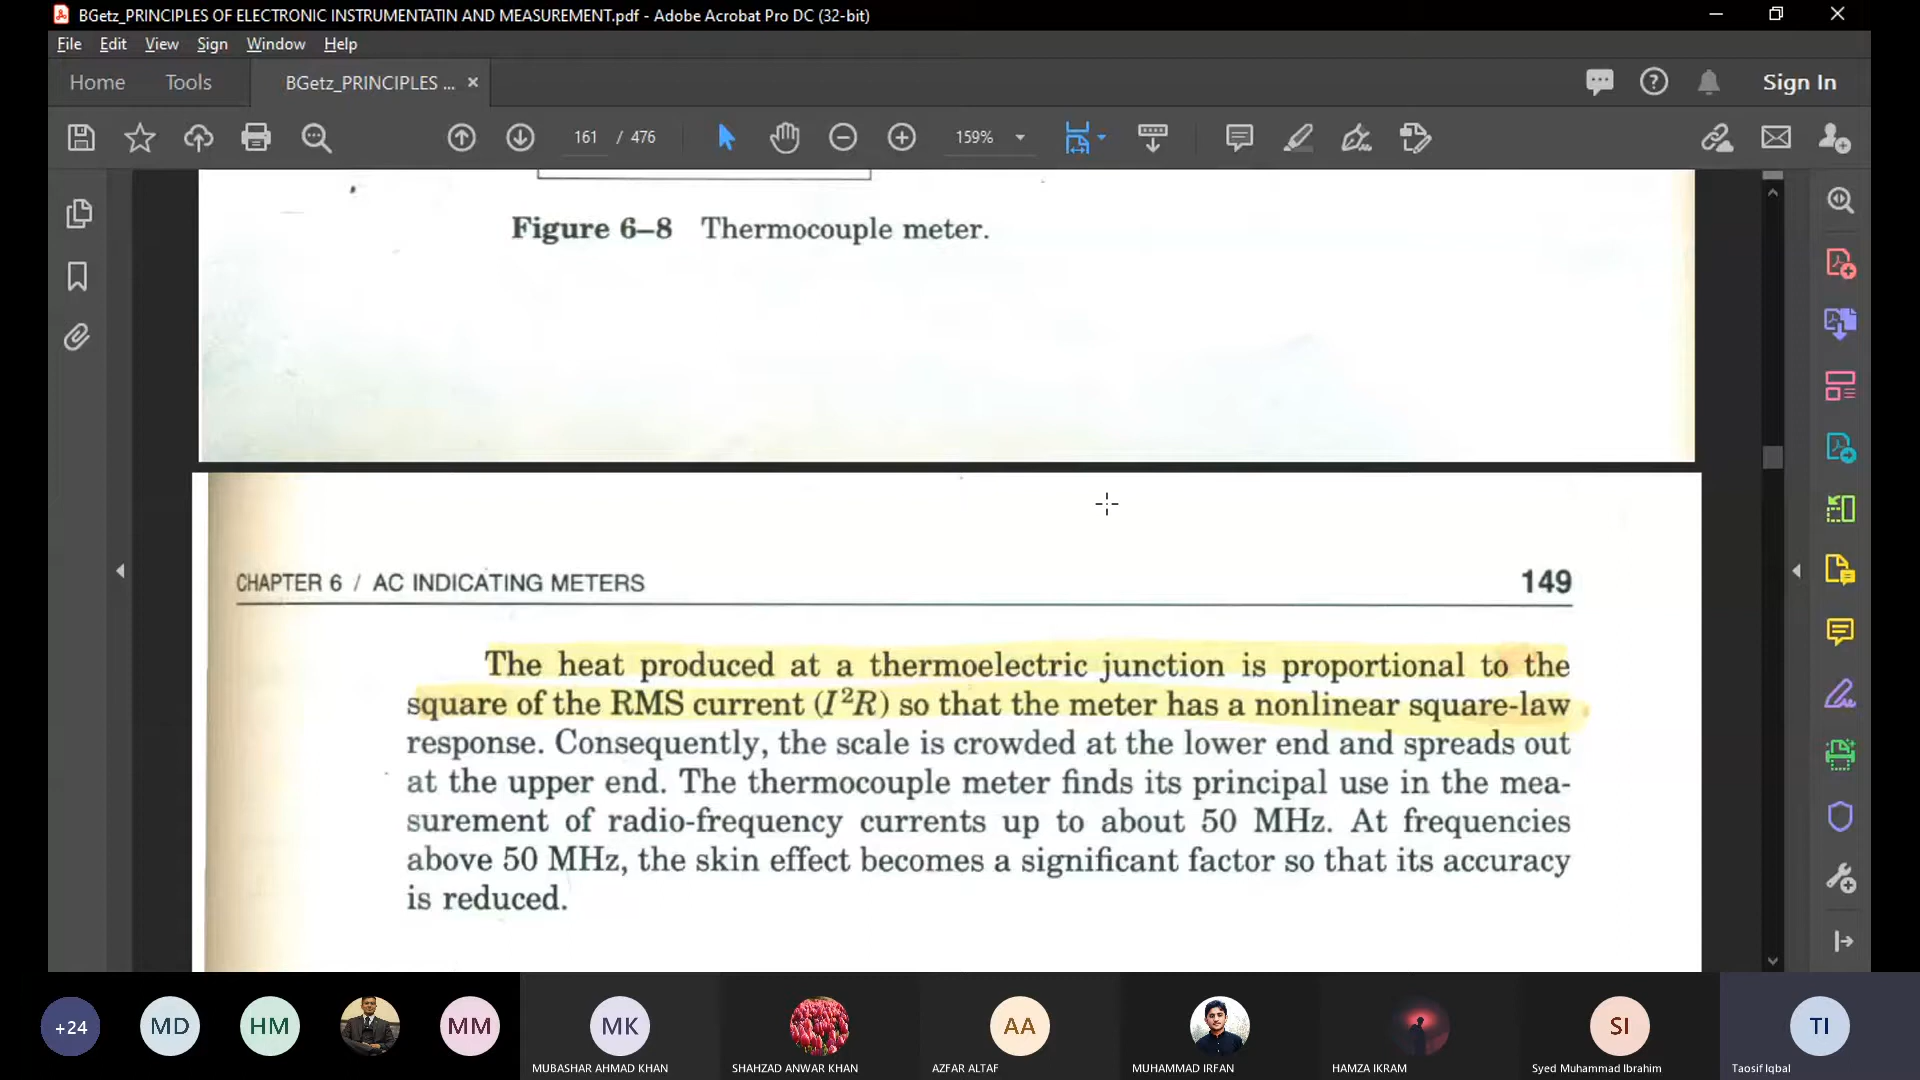 BGetz_PRINCIPLES OF ELECTRONIC INSTRUMENTATIN AND MEASUREMENT.pdf - Adobe Acrobat Pro DC (32-bit)
File Edit View Sign Window Help
Home Tools BGetz_PRINCIPLES ... × Sign In
161 / 476 159%
Figure 6–8 Thermocouple meter.
CHAPTER 6 / AC INDICATING METERS 149
The heat produced at a thermoelectric junction is proportional to the
square of the RMS current (I²R) so that the meter has a nonlinear square-law
response. Consequently, the scale is crowded at the lower end and spreads out
at the upper end. The thermocouple meter finds its principal use in the mea-
surement of radio-frequency currents up to about 50 MHz. At frequencies
above 50 MHz, the skin effect becomes a significant factor so that its accuracy
is reduced.
+24 MD HM MM MK AA SI TI
MUBASHAR AHMAD KHAN SHAHZAD ANWAR KHAN AZFAR ALTAF MUHAMMAD IRFAN HAMZA IKRAM Syed Muhammad Ibrahim Taosif Iqbal